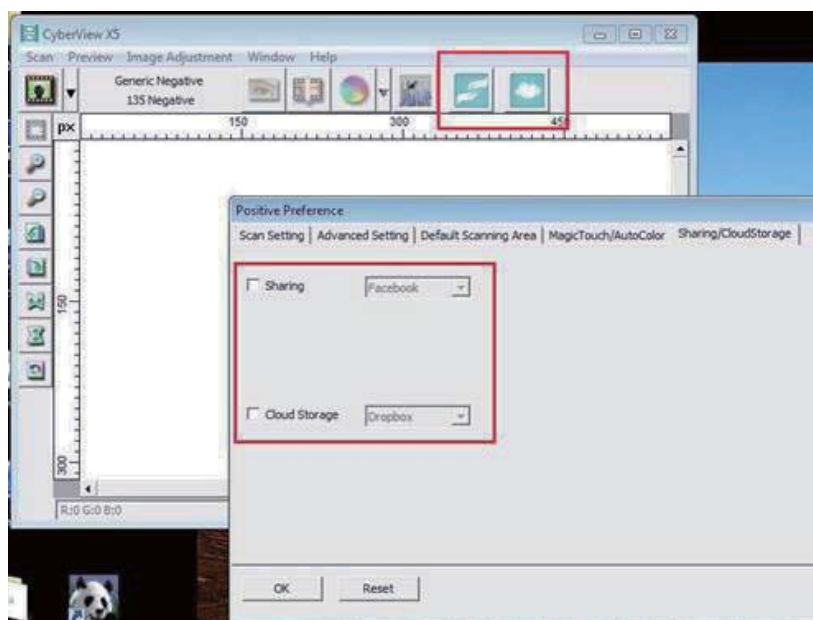 CyberView X5
Scan Preview Image Adjustment Window Help
Generic Negative
135 Negative
px
150 300 450
150
300
R:0 G:0 B:0
Positive Preference
Scan Setting | Advanced Setting | Default Scanning Area | MagicTouch/AutoColor Sharing/CloudStorage |
Sharing Facebook
Cloud Storage Dropbox
OK Reset